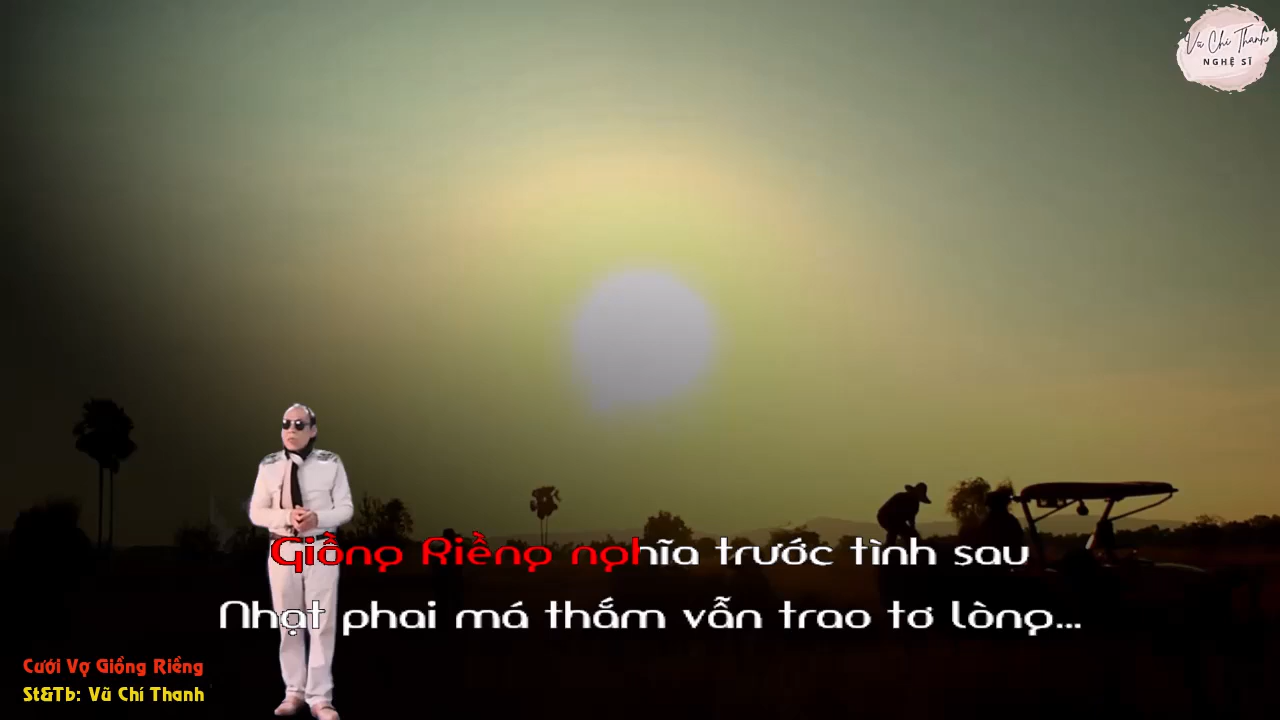 Vũ Chí Thanh
NGHỆ SĨ
Giồng Riềng nghĩa trước tình sau
Nhạt phai má thắm vẫn trao tơ lòng...
Cưới Vợ Giồng Riềng
St&Tb: Vũ Chí Thanh